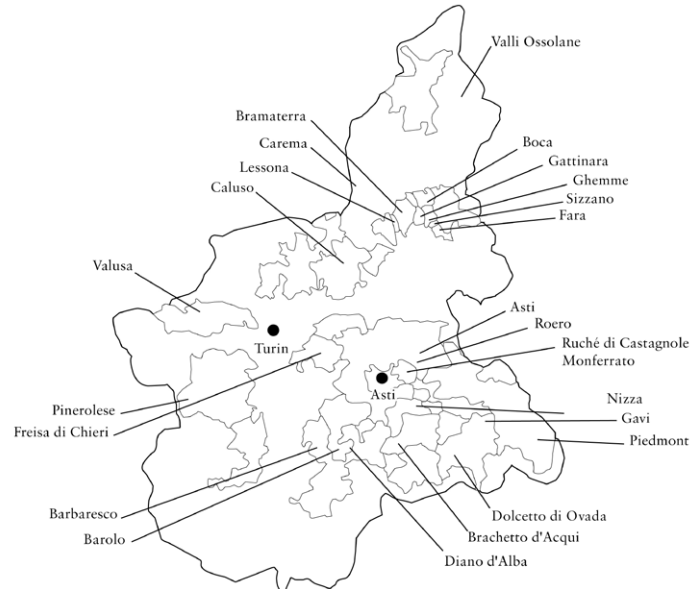 Valli Ossolane
Bramaterra
Carema
Lessona
Caluso
Boca
Gattinara
Ghemme
Sizzano
Fara
Valusa
Turin
Asti
Roero
Ruché di Castagnole
Monferrato
Asti
Nizza
Gavi
Piedmont
Pinerolese
Freisa di Chieri
Barbaresco
Barolo
Dolcetto di Ovada
Brachetto d'Acqui
Diano d'Alba